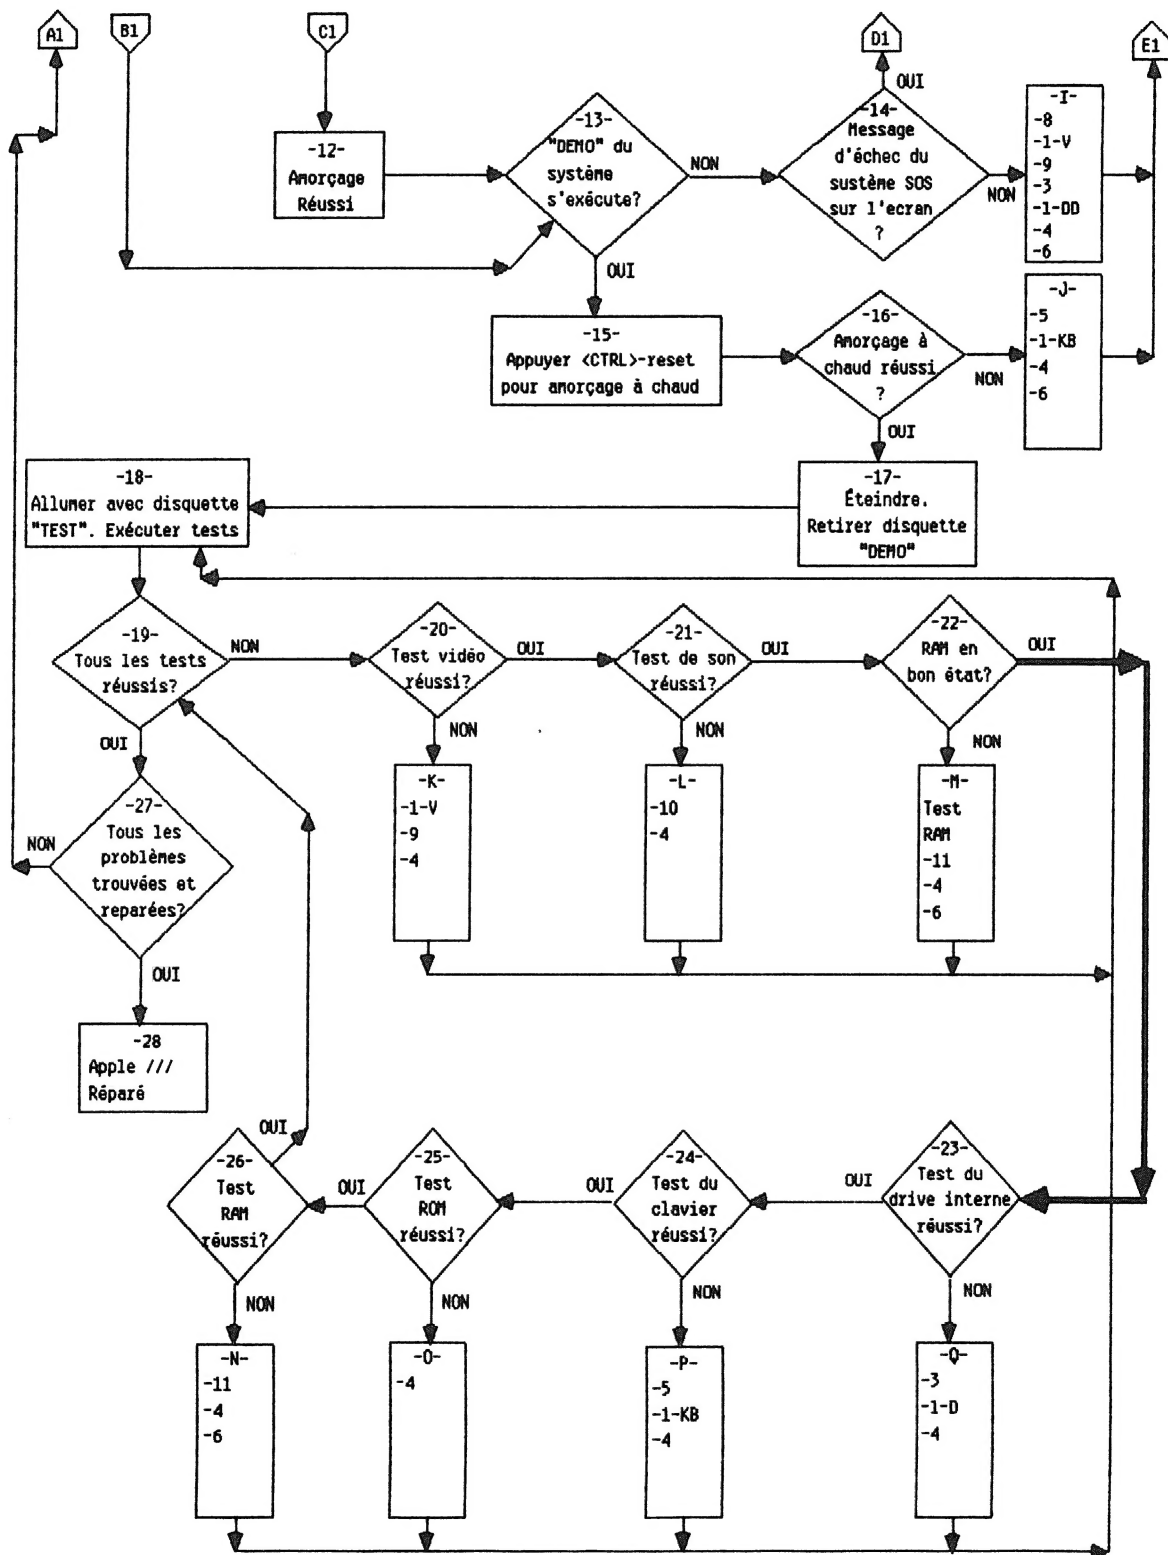 A1
B1
C1
D1
E1
-12-
Amorçage
Réussi
-13-
"DEMO" du
système
s'exécute?
NON
OUI
-14-
Message
d'échec du
sustème SOS
sur l'ecran
?
OUI
NON
-I-
-8
-1-V
-9
-3
-1-DD
-4
-6
-15-
Appuyer <CTRL>-reset
pour amorçage à chaud
-16-
Amorçage à
chaud réussi
?
NON
OUI
-J-
-5
-1-KB
-4
-6
-17-
Éteindre.
Retirer disquette
"DEMO"
-18-
Allumer avec disquette
"TEST". Exécuter tests
-19-
Tous les tests
réussis?
NON
OUI
-20-
Test vidéo
réussi?
OUI
NON
-21-
Test de son
réussi?
OUI
NON
-22-
RAM en
bon état?
OUI
NON
-K-
-1-V
-9
-4
-L-
-10
-4
-M-
Test
RAM
-11
-4
-6
-27-
Tous les
problèmes
trouvées et
reparées?
NON
OUI
-28
Apple ///
Réparé
-26-
Test
RAM
réussi?
OUI
NON
-25-
Test
ROM
réussi?
OUI
NON
-24-
Test du
clavier
réussi?
OUI
NON
-23-
Test du
drive interne
réussi?
OUI
NON
-N-
-11
-4
-6
-O-
-4
-P-
-5
-1-KB
-4
-Q-
-3
-1-D
-4